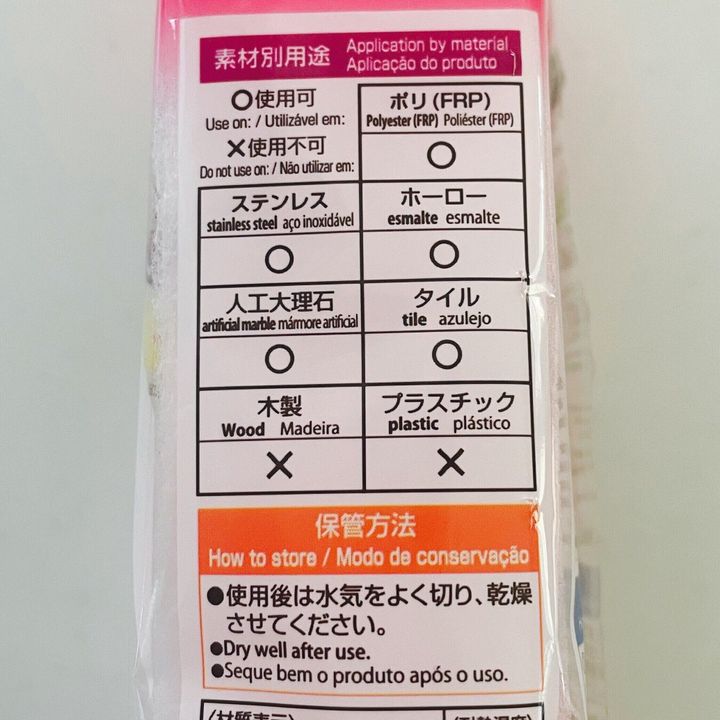 素材別用途 Application by material
Aplicação do produto
○使用可
Use on: / Utilizável em:
×使用不可
Do not use on: / Não utilizar em:
ポリ(FRP)
Polyester (FRP) Poliéster (FRP)
○
ステンレス
stainless steel aço inoxidável
○
ホーロー
esmalte esmalte
○
人工大理石
artificial marble mármore artificial
○
タイル
tile azulejo
○
木製
Wood Madeira
×
プラスチック
plastic plástico
×
保管方法
How to store / Modo de conservação
●使用後は水気をよく切り、乾燥
させてください。
●Dry well after use.
●Seque bem o produto após o uso.